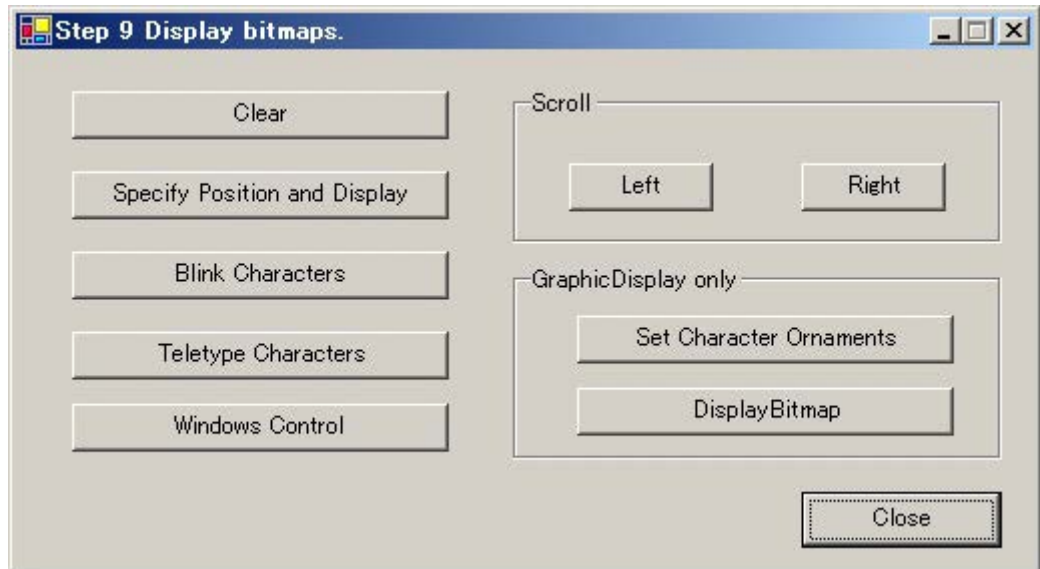 Step 9 Display bitmaps.
Clear
Specify Position and Display
Blink Characters
Teletype Characters
Windows Control
Scroll
Left
Right
GraphicDisplay only
Set Character Ornaments
DisplayBitmap
Close